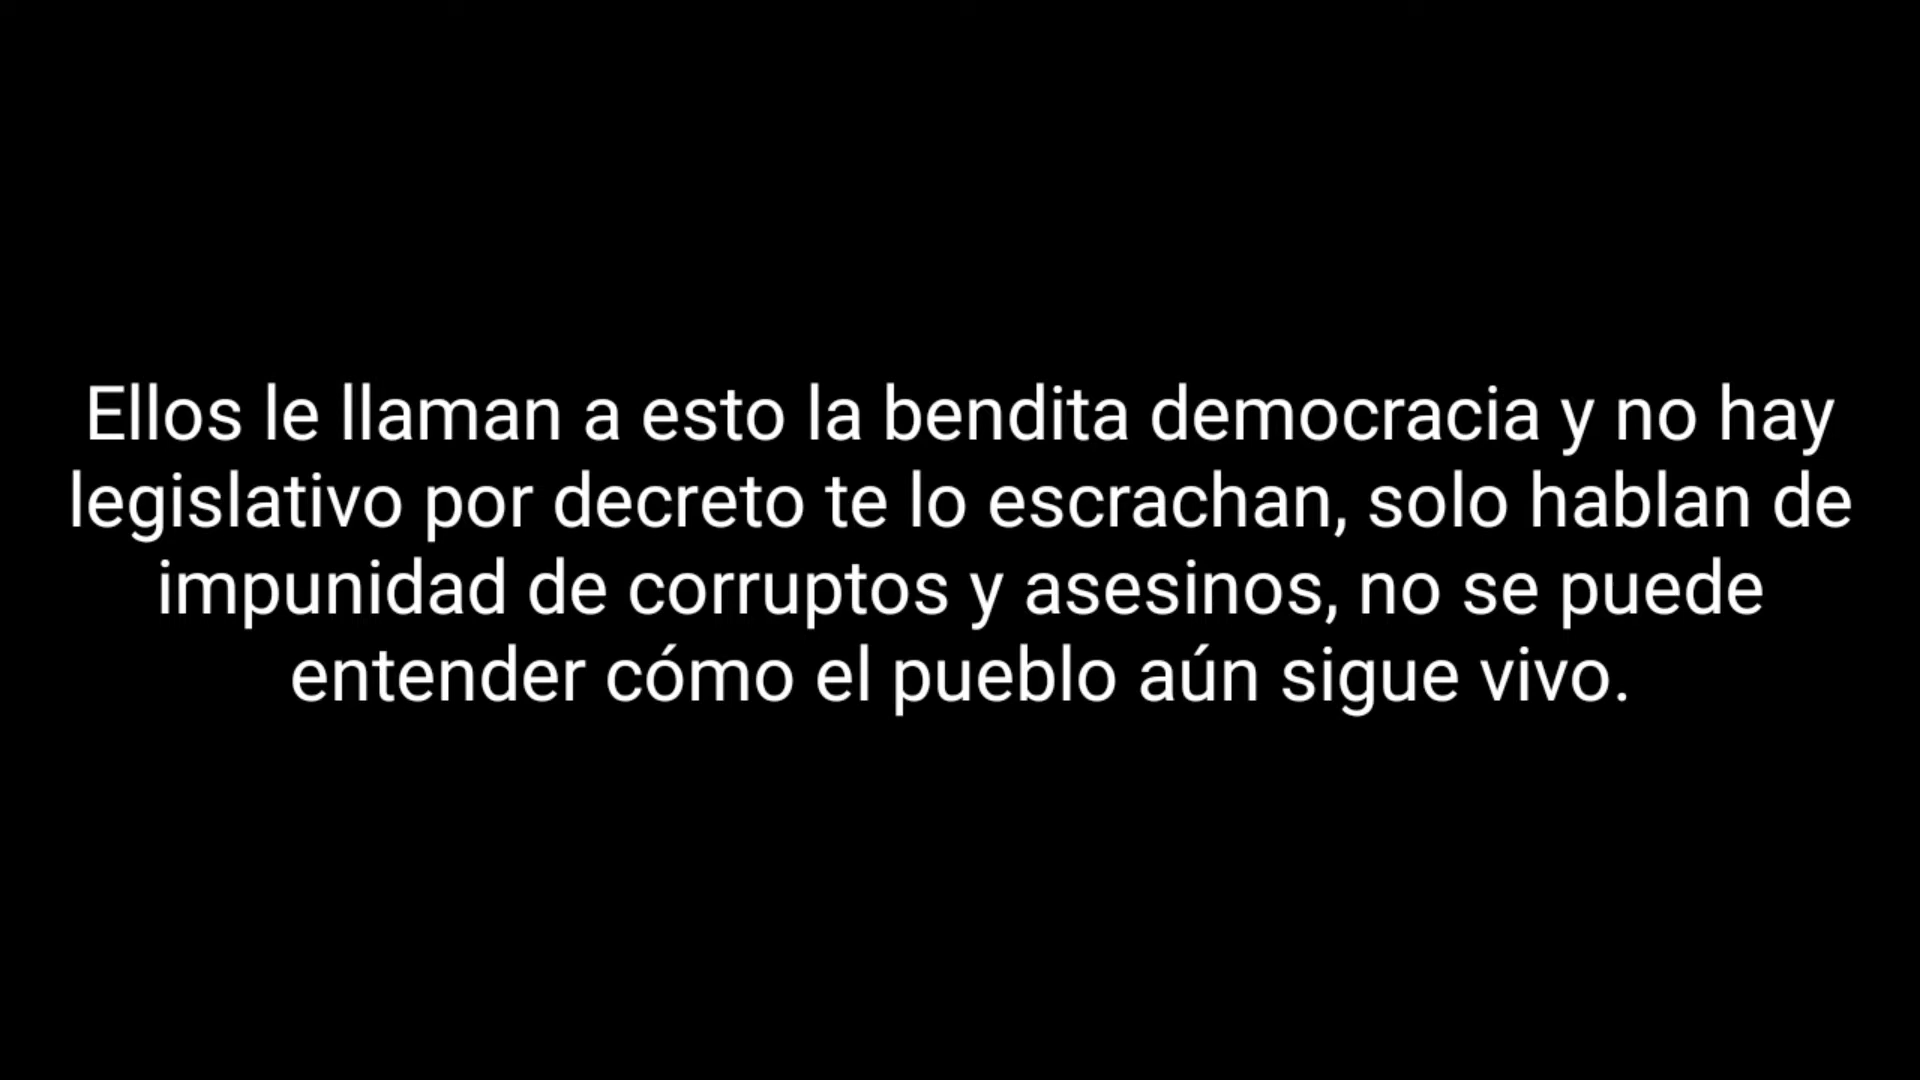 Ellos le llaman a esto la bendita democracia y no hay
legislativo por decreto te lo escrachan, solo hablan de
impunidad de corruptos y asesinos, no se puede
entender cómo el pueblo aún sigue vivo.